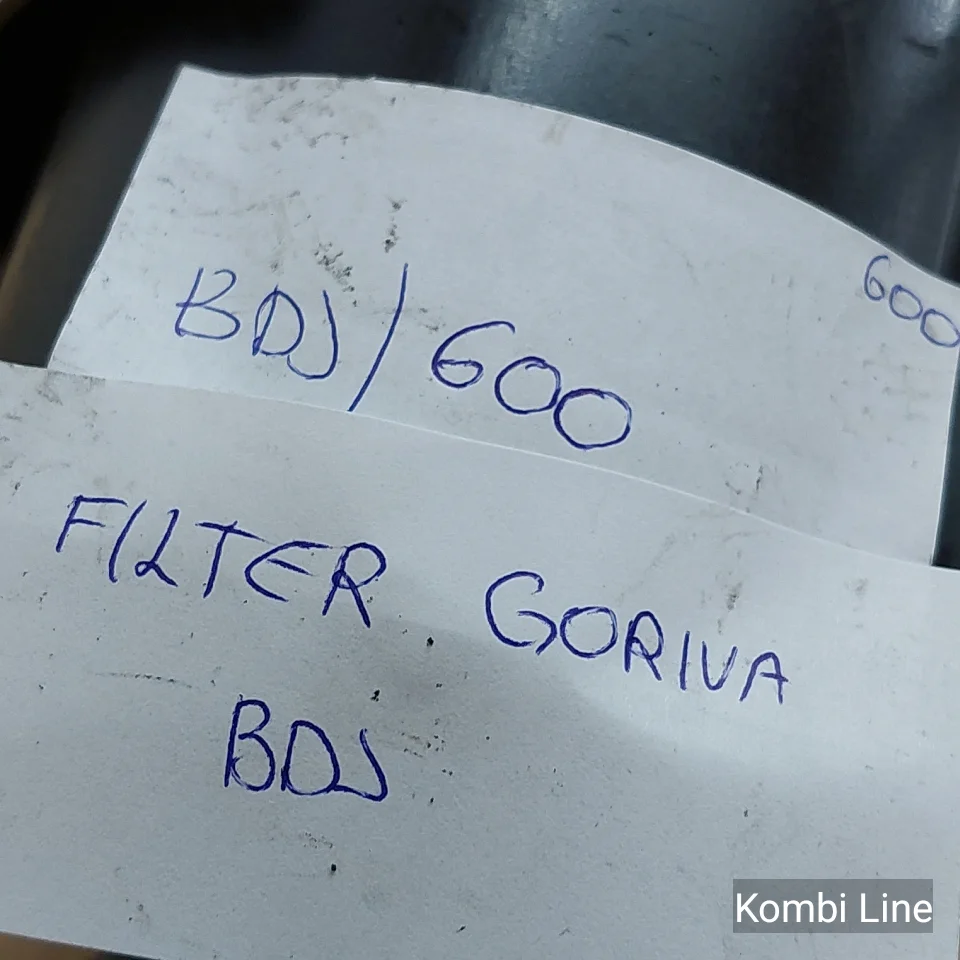 600
BDJ/600
FILTER GORIVA
BDJ
Kombi Line